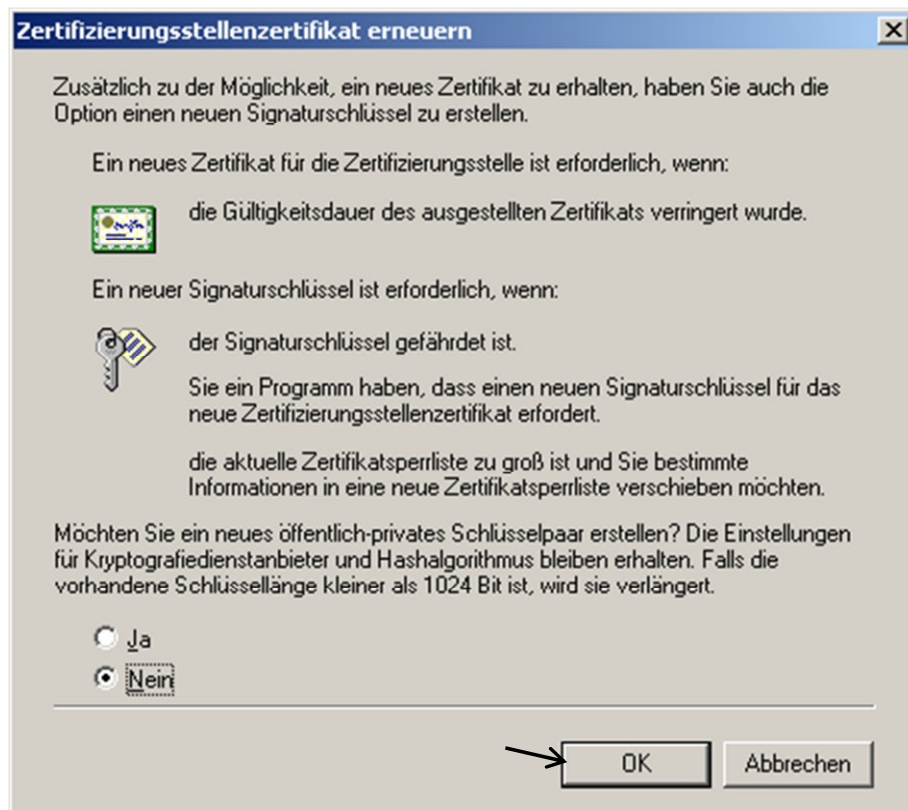 Zertifizierungsstellenzertifikat erneuern
Zusätzlich zu der Möglichkeit, ein neues Zertifikat zu erhalten, haben Sie auch die
Option einen neuen Signaturschlüssel zu erstellen.
Ein neues Zertifikat für die Zertifizierungsstelle ist erforderlich, wenn:
die Gültigkeitsdauer des ausgestellten Zertifikats verringert wurde.
Ein neuer Signaturschlüssel ist erforderlich, wenn:
der Signaturschlüssel gefährdet ist.
Sie ein Programm haben, dass einen neuen Signaturschlüssel für das
neue Zertifizierungsstellenzertifikat erfordert.
die aktuelle Zertifikatsperrliste zu groß ist und Sie bestimmte
Informationen in eine neue Zertifikatsperrliste verschieben möchten.
Möchten Sie ein neues öffentlich-privates Schlüsselpaar erstellen? Die Einstellungen
für Kryptografiedienstanbieter und Hashalgorithmus bleiben erhalten. Falls die
vorhandene Schlüssellänge kleiner als 1024 Bit ist, wird sie verlängert.
Ja
Nein
OK Abbrechen